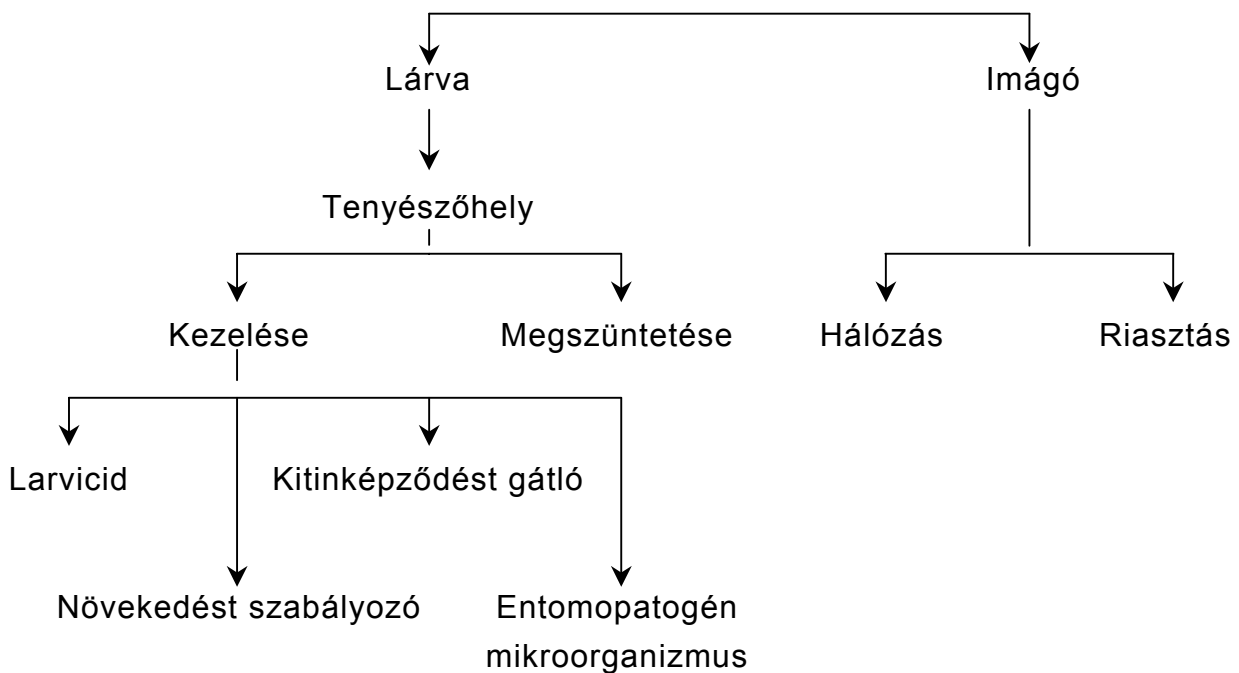 Lárva
Imágó
Tenyészőhely
Kezelése
Megszüntetése
Hálózás
Riasztás
Larvicid
Kitinképződést gátló
Növekedést szabályozó
Entomopatogén
mikroorganizmus